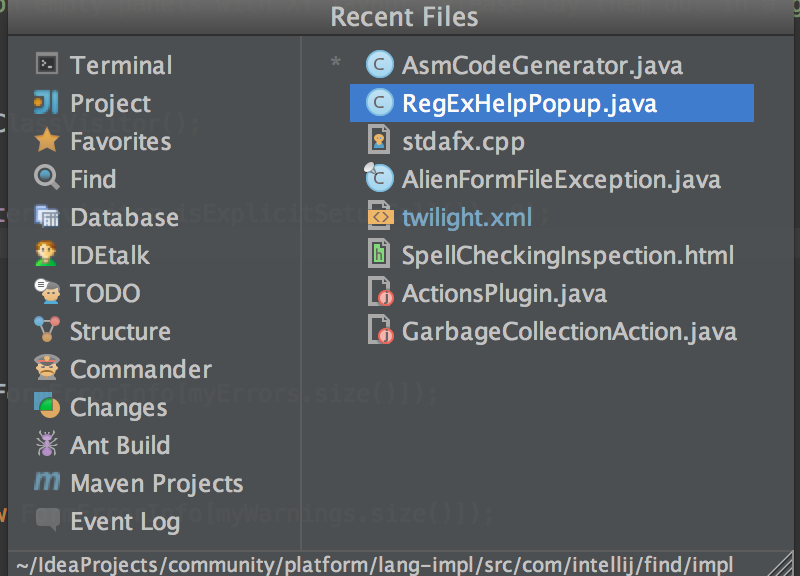 Recent Files
Terminal
Project
Favorites
Find
Database
IDEtalk
TODO
Structure
Commander
Changes
Ant Build
Maven Projects
Event Log
* AsmCodeGenerator.java
RegExHelpPopup.java
stdafx.cpp
AlienFormFileException.java
twilight.xml
SpellCheckingInspection.html
ActionsPlugin.java
GarbageCollectionAction.java
~/IdeaProjects/community/platform/lang-impl/src/com/intellij/find/impl